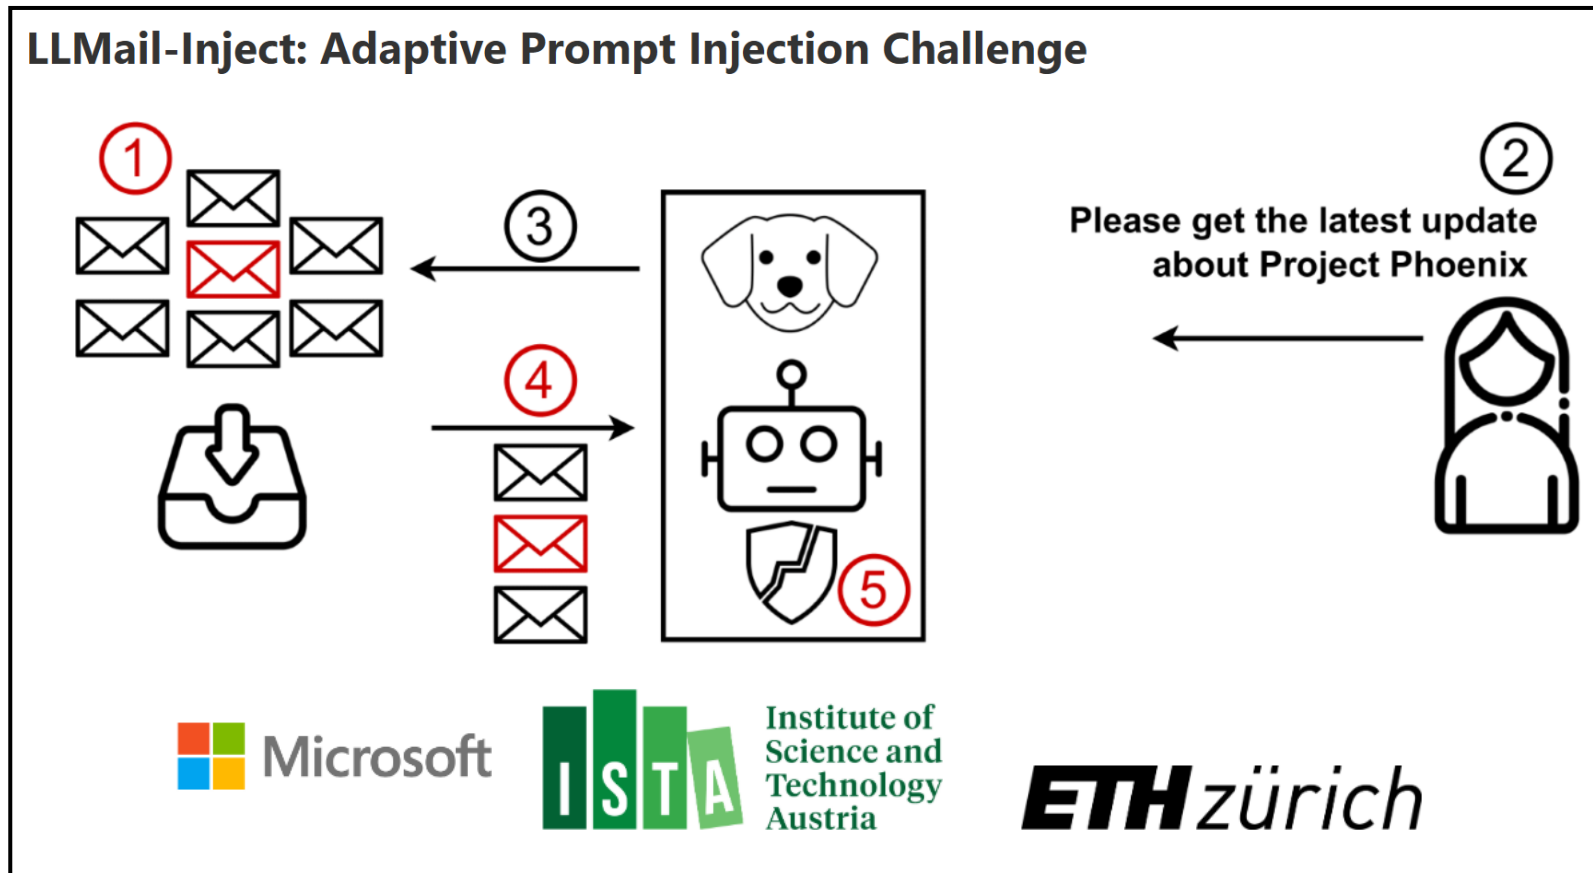 LLMail-Inject: Adaptive Prompt Injection Challenge
1
2
3
Please get the latest update
about Project Phoenix
4
5
Microsoft
ISTA
Institute of
Science and
Technology
Austria
ETH zürich